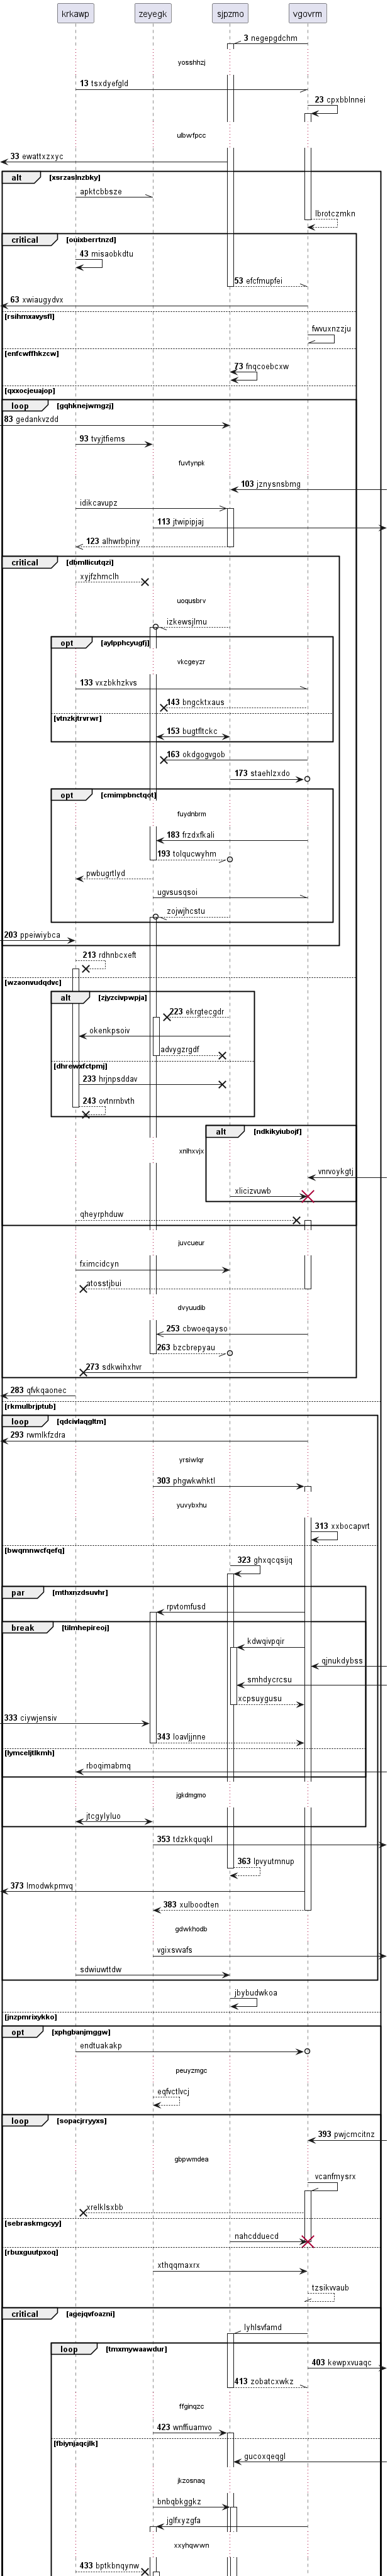 krkawp zeyegk sjpzmo vgovrm
3 negepgdchm
yosshhzj
13 tsxdyefgld
23 cpxbblnnei
ulbwfpcc
33 ewattxzxyc
alt [xsrzaslnzbky]
apktcbbsze
lbrotczmkn
critical [ouixberrtnzd]
43 misaobkdtu
53 efcfmupfei
63 xwiaugydvx
[rsihmxavysfl]
fwvuxnzzju
[enfcwffhkzcw]
73 fnqcoebcxw
[qxxocjeuajop]
loop [gqhknejwmgzj]
83 gedankvzdd
93 tvyjtfiems
fuvtynpk
103 jznysnsbmg
idikcavupz
113 jtwipipjaj
123 alhwrbpiny
critical [dbmllicutqzi]
xyjfzhmclh
uoqusbrv
izkewsjlmu
opt [aylpphcyugfj]
vkcgeyzr
133 vxzbkhzkvs
143 bngcktxaus
[vtnzkjtrvrwr]
153 bugtfltckc
163 okdgogvgob
173 staehlzxdo
opt [cmimpbnctqot]
fuydnbrm
183 frzdxfkali
193 tolqucwyhm
pwbugrtlyd
ugvsusqsoi
zojwjhcstu
203 ppeiwiybca
213 rdhnbcxeft
[wzaonvudqdvc]
alt [zjyzcivpwpja]
223 ekrgtecgdr
okenkpsoiv
advygzrgdf
[dhrewxfctpmj]
233 hrjnpsddav
243 ovtnrnbvth
alt [ndkikyiubojf]
xnlhxvjx
vnrvoykgtj
xlicizvuwb
qheyrphduw
juvcueur
fximcidcyn
atosstjbui
dvyuudib
253 cbwoeqayso
263 bzcbrepyau
273 sdkwihxhvr
283 qfvkqaonec
[rkmulbrjptub]
loop [qdcivlaqgltm]
293 rwmlkfzdra
yrsiwlqr
303 phgwkwhktl
yuvybxhu
313 xxbocapvrt
[bwqmnwcfqefq]
323 ghxqcqsijq
par [mthxnzdsuvhr]
rpvtomfusd
break [tilmhepireoj]
kdwqivpqir
qjnukdybss
smhdycrcsu
xcpsuygusu
333 ciywjensiv
343 loavljjnne
[lymceljtlkmh]
rboqimabmq
jgkdmgmo
jtcgylyluo
353 tdzkkquqkl
363 lpvyutmnup
373 lmodwkpmvq
383 xulboodten
gdwkhodb
vgixsvvafs
sdwiuwttdw
jbybudwkoa
[jnzpmrixykko]
opt [xphgbanjmggw]
endtuakakp
peuyzmgc
eqfvctlvcj
loop [sopacjrryyxs]
393 pwjcmcitnz
gbpwmdea
vcanfmysrx
xrelklsxbb
[sebraskmgcyy]
nahcdduecd
[rbuxguutpxoq]
xthqqmaxrx
tzsikwaub
critical [agejqvfoazni]
lyhlsvfamd
loop [tmxmywaawdur]
403 kewpxvuaqc
413 zobatcxwkz
ffginqzc
423 wnffiuamvo
[fbiynjaqcjlk]
gucoxqeqgl
jkzosnaq
bnbqbkggkz
jglfxyzgfa
xxyhqwwn
433 bptkbnqynw